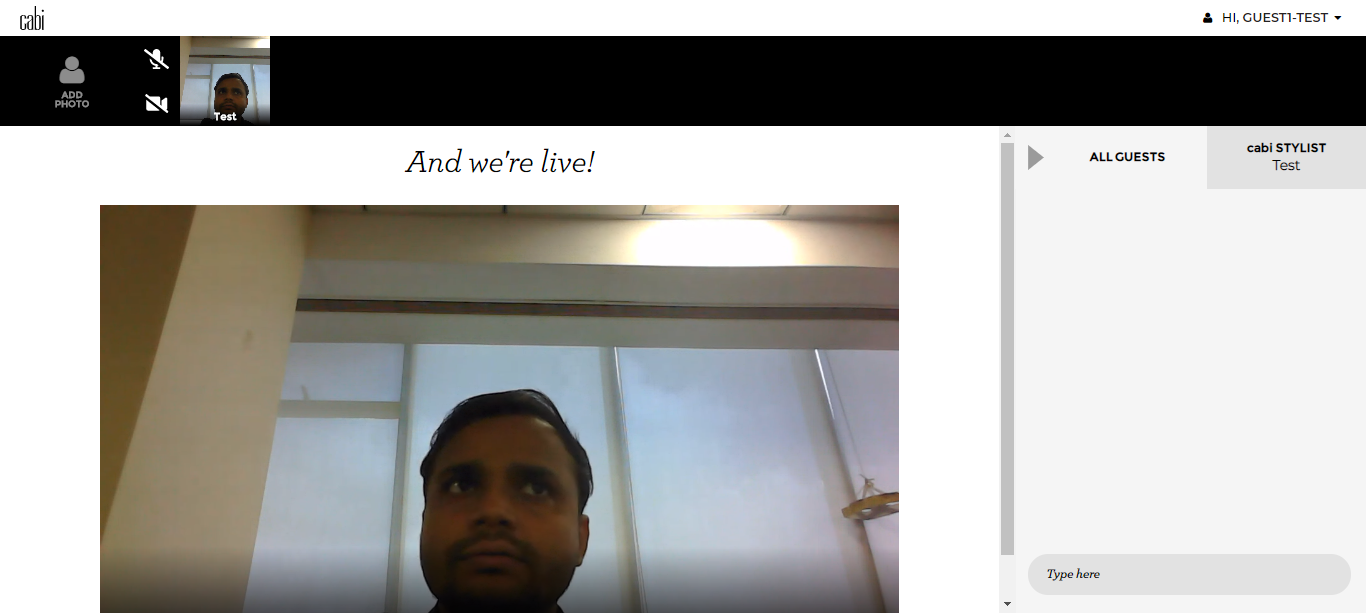 cabi
HI, GUEST1-TEST
ADD
PHOTO
Test
And we're live!
ALL GUESTS
cabi STYLIST
Test
Type here